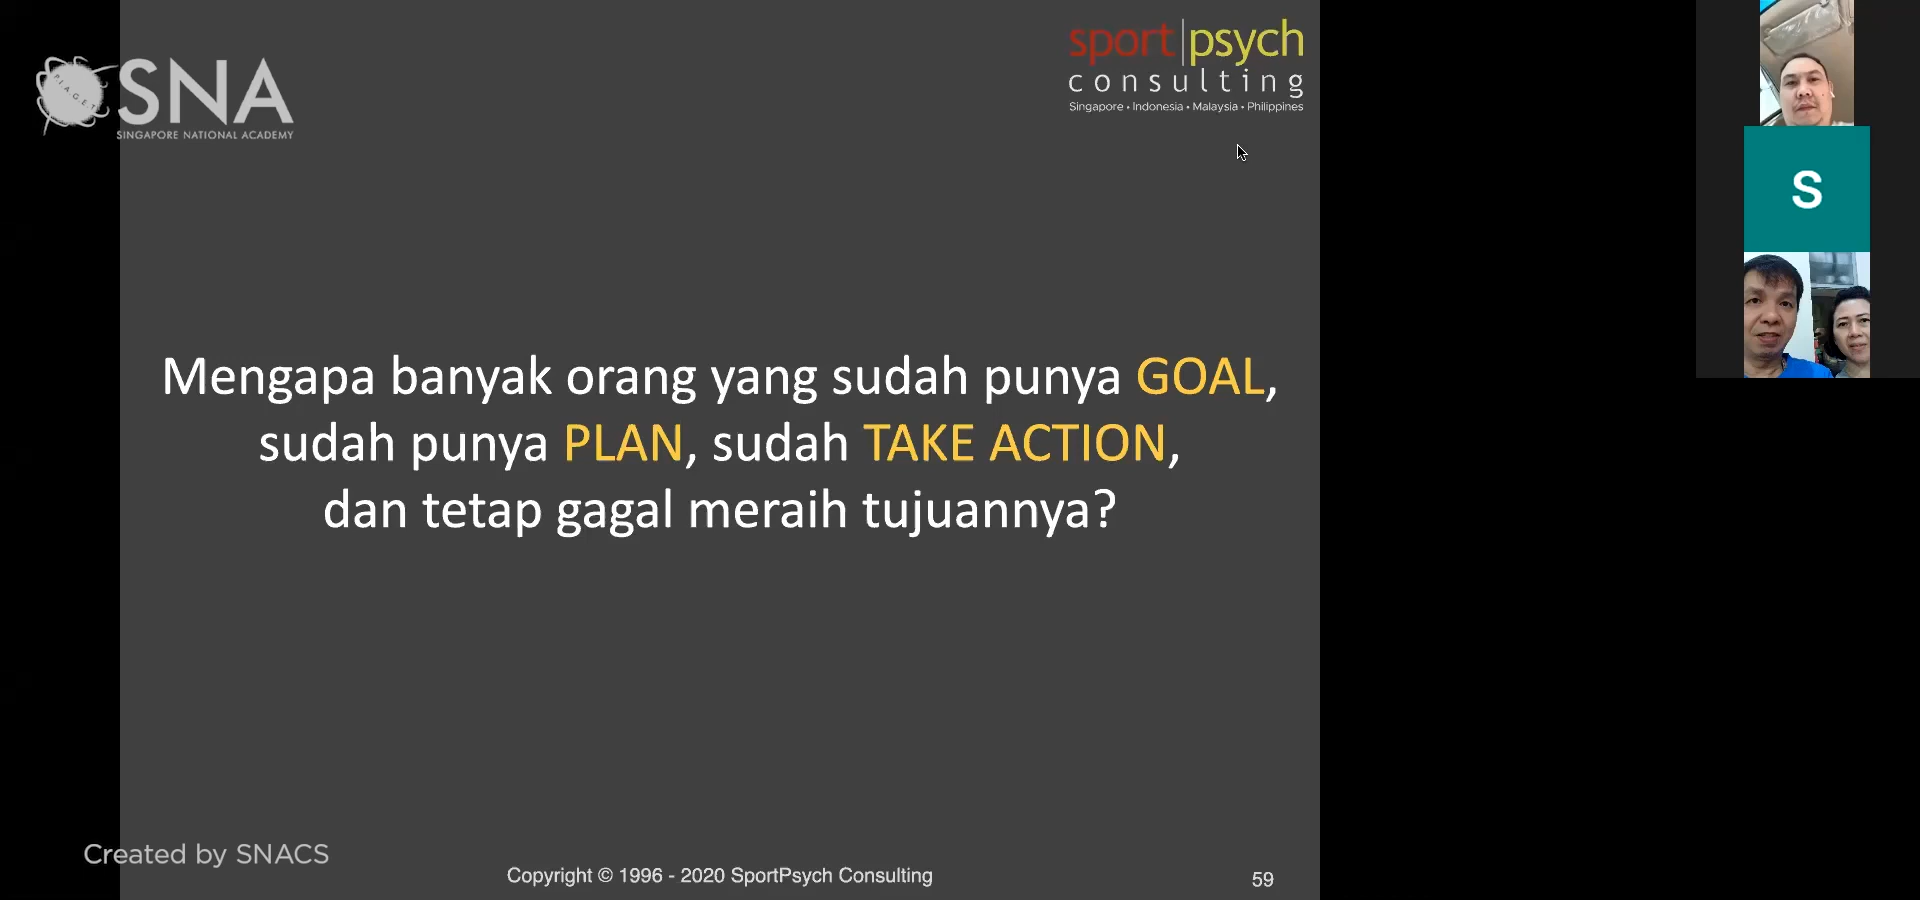 PIAGET
SNA
SINGAPORE NATIONAL ACADEMY
sport|psych
consulting
Singapore • Indonesia • Malaysia • Philippines
S
Mengapa banyak orang yang sudah punya GOAL,
sudah punya PLAN, sudah TAKE ACTION,
dan tetap gagal meraih tujuannya?
Created by SNACS
Copyright © 1996 - 2020 SportPsych Consulting
59